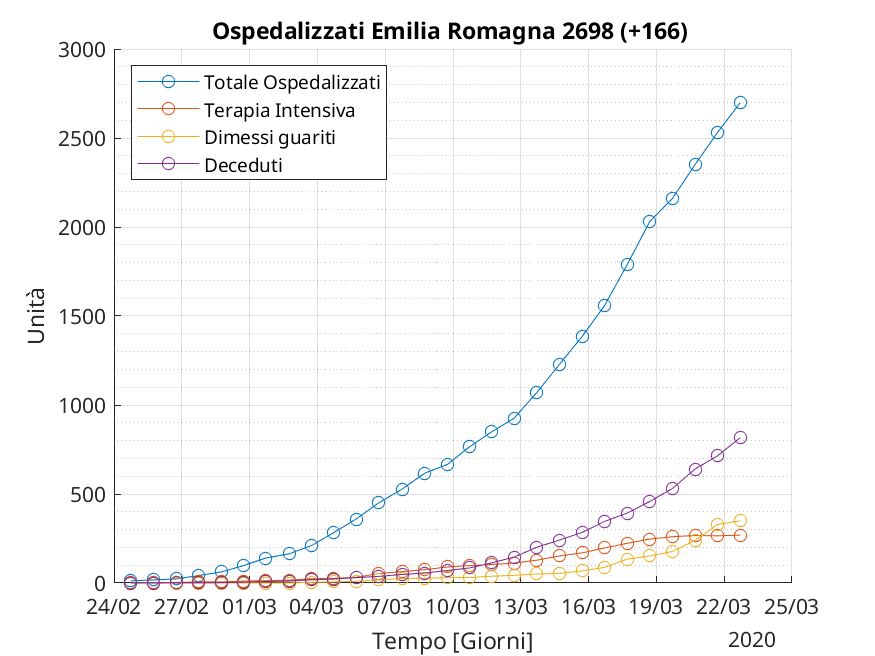 Ospedalizzati Emilia Romagna 2698 (+166)
3000
2500
2000
1500
1000
500
0
Unità
Totale Ospedalizzati
Terapia Intensiva
Dimessi guariti
Deceduti
24/02 27/02 01/03 04/03 07/03 10/03 13/03 16/03 19/03 22/03 25/03
Tempo [Giorni]
2020